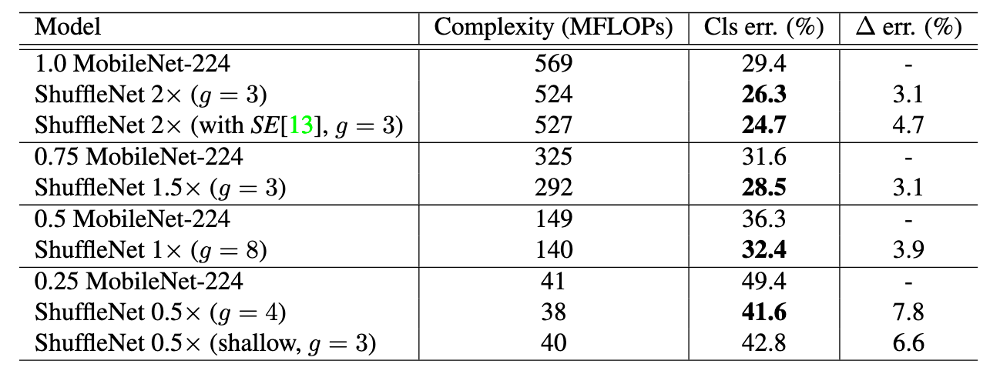 Model Complexity (MFLOPs) Cls err. (%) Δ err. (%)
1.0 MobileNet-224 569 29.4 -
ShuffleNet 2× (g = 3) 524 26.3 3.1
ShuffleNet 2× (with SE[13], g = 3) 527 24.7 4.7
0.75 MobileNet-224 325 31.6 -
ShuffleNet 1.5× (g = 3) 292 28.5 3.1
0.5 MobileNet-224 149 36.3 -
ShuffleNet 1× (g = 8) 140 32.4 3.9
0.25 MobileNet-224 41 49.4 -
ShuffleNet 0.5× (g = 4) 38 41.6 7.8
ShuffleNet 0.5× (shallow, g = 3) 40 42.8 6.6